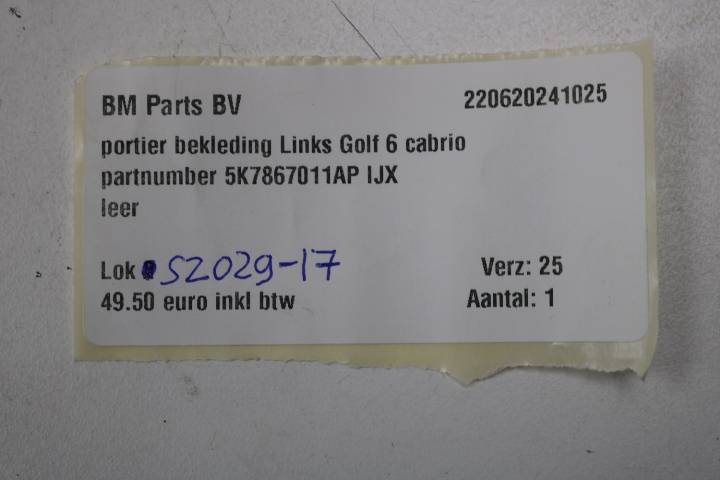 BM Parts BV 220620241025
portier bekleding Links Golf 6 cabrio
partnumber 5K7867011AP IJX
leer
Lok S2029-17 Verz: 25
49.50 euro inkl btw Aantal: 1